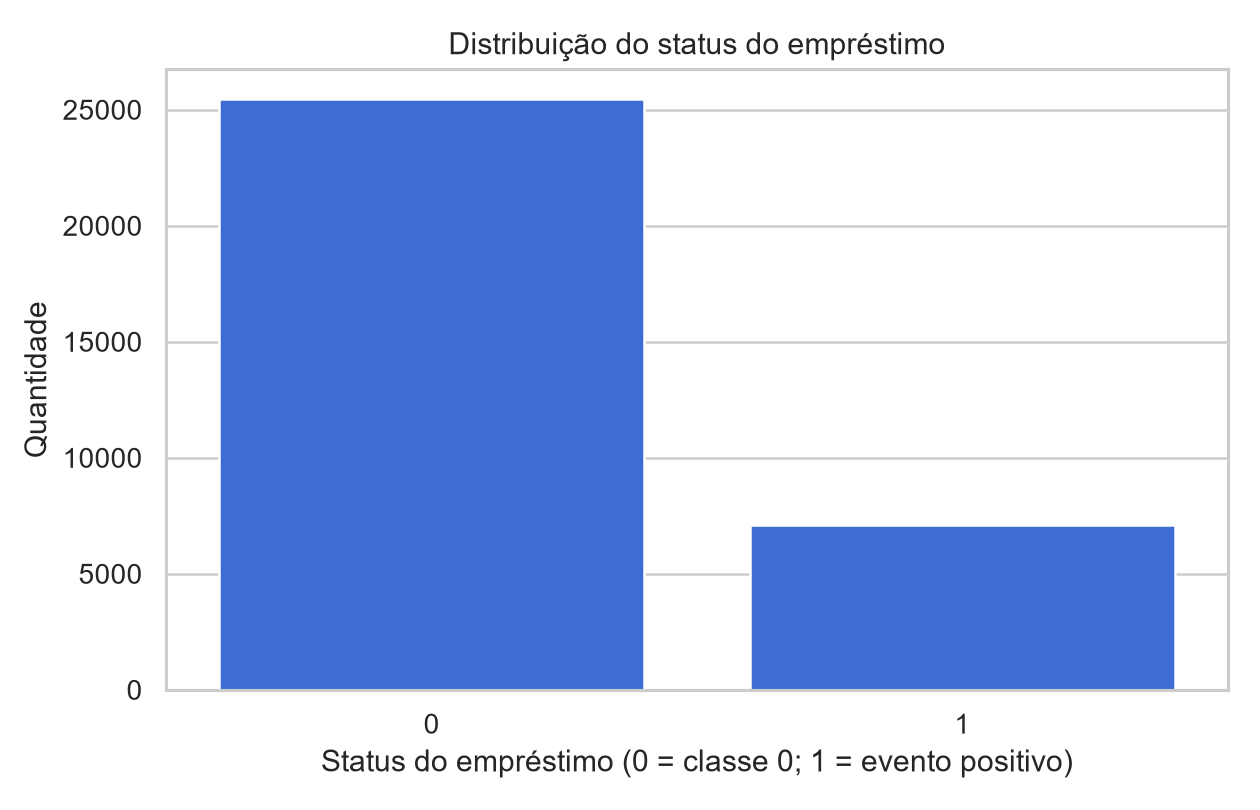 Distribuição do status do empréstimo
25000
20000
15000
10000
5000
0
Quantidade
0 1
Status do empréstimo (0 = classe 0; 1 = evento positivo)